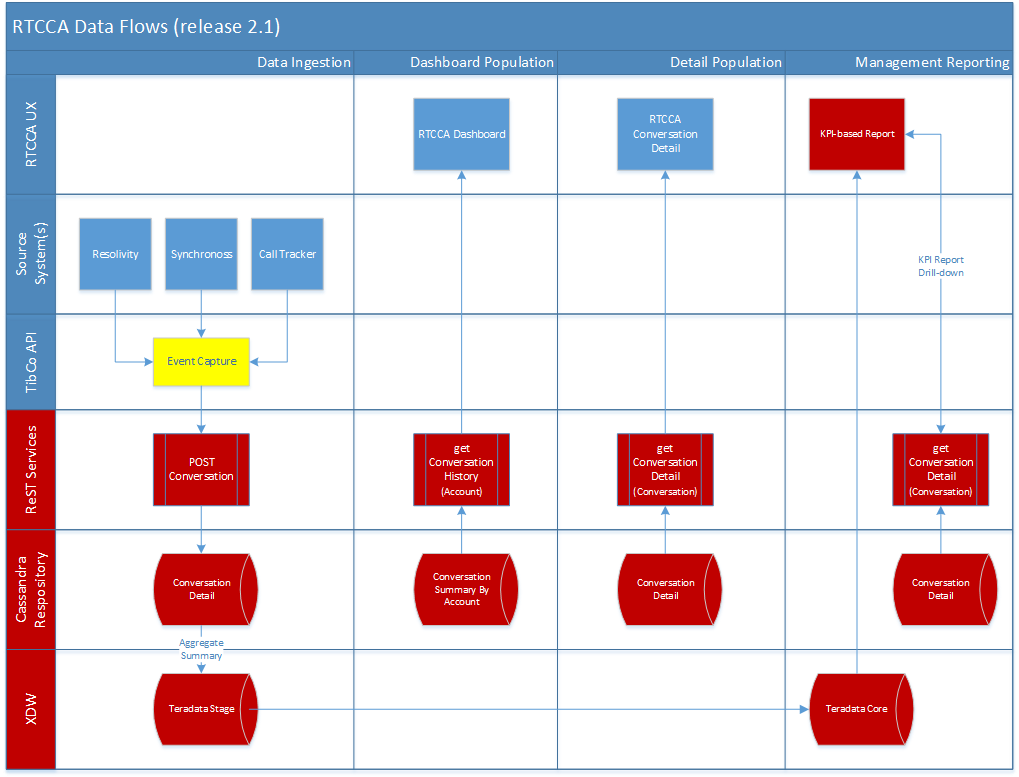 RTCCA Data Flows (release 2.1)
Data Ingestion
Dashboard Population
Detail Population
Management Reporting
RTCCA UX
RTCCA Dashboard
RTCCA
Conversation
Detail
KPI-based Report
Source
System(s)
Resolivity
Synchronoss
Call Tracker
KPI Report
Drill-down
TibCo API
Event Capture
ReST Services
POST
Conversation
get
Conversation
History
(Account)
get
Conversation
Detail
(Conversation)
get
Conversation
Detail
(Conversation)
Cassandra
Respository
Conversation
Detail
Conversation
Summary By
Account
Conversation
Detail
Conversation
Detail
Aggregate
Summary
XDW
Teradata Stage
Teradata Core